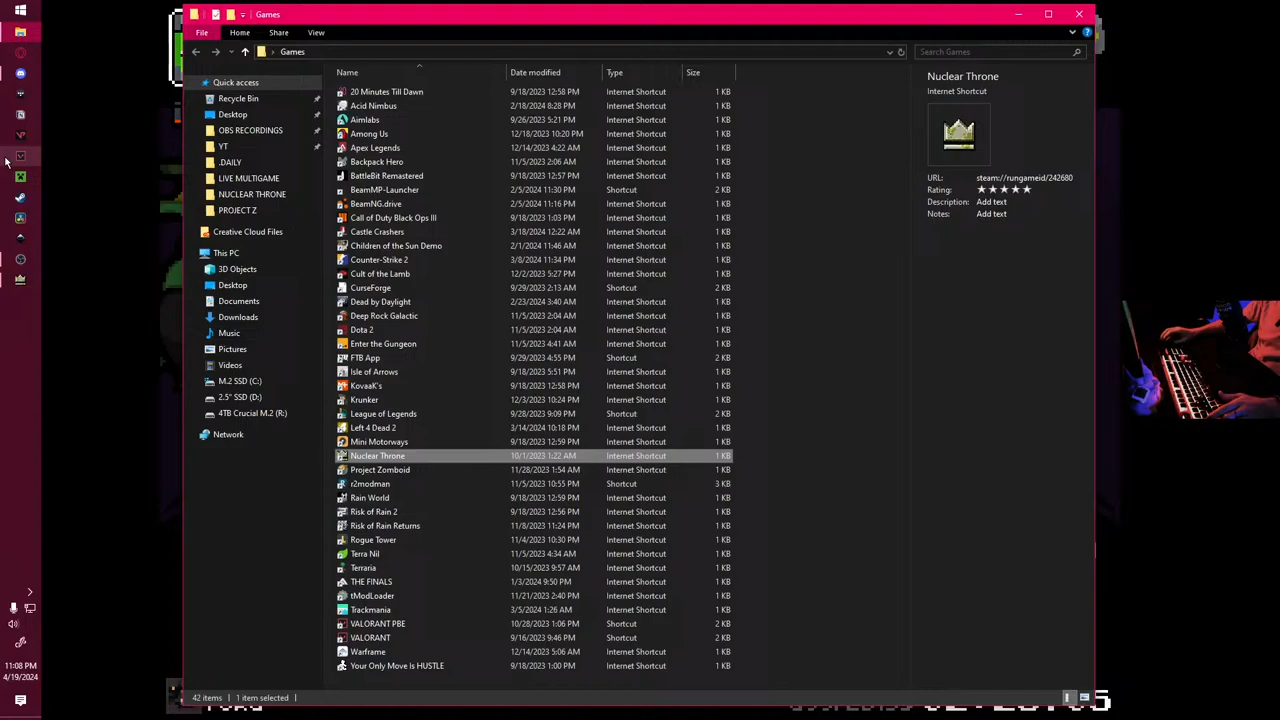 Games
File Home Share View
Games
Search Games
Name Date modified Type Size
Quick access
Recycle Bin
Desktop
OBS RECORDINGS
YT
.DAILY
LIVE MULTIGAME
NUCLEAR THRONE
PROJECT Z
Creative Cloud Files
This PC
3D Objects
Desktop
Documents
Downloads
Music
Pictures
Videos
M.2 SSD (C:)
2.5" SSD (D:)
4TB Crucial M.2 (R:)
Network
20 Minutes Till Dawn 9/18/2023 12:58 PM Internet Shortcut 1 KB
Acid Nimbus 2/18/2024 8:28 PM Internet Shortcut 1 KB
Aimlabs 9/26/2023 5:21 PM Internet Shortcut 1 KB
Among Us 12/18/2023 10:20 PM Internet Shortcut 1 KB
Apex Legends 12/14/2023 4:22 AM Internet Shortcut 1 KB
Backpack Hero 11/5/2023 2:06 AM Internet Shortcut 1 KB
BattleBit Remastered 9/18/2023 12:57 PM Internet Shortcut 1 KB
BeamMP-Launcher 2/5/2024 11:30 PM Shortcut 1 KB
BeamNG.drive 2/5/2024 11:16 PM Internet Shortcut 1 KB
Call of Duty Black Ops III 9/18/2023 1:03 PM Internet Shortcut 1 KB
Castle Crashers 3/18/2024 12:22 AM Internet Shortcut 1 KB
Children of the Sun Demo 2/1/2024 11:46 AM Internet Shortcut 1 KB
Counter-Strike 2 3/8/2024 11:34 PM Internet Shortcut 1 KB
Cult of the Lamb 12/2/2023 5:27 PM Internet Shortcut 1 KB
CurseForge 9/29/2023 2:13 AM Shortcut 2 KB
Dead by Daylight 2/23/2024 3:40 AM Internet Shortcut 1 KB
Deep Rock Galactic 11/5/2023 2:04 AM Internet Shortcut 1 KB
Dota 2 11/5/2023 2:04 AM Internet Shortcut 1 KB
Enter the Gungeon 11/5/2023 4:41 AM Internet Shortcut 1 KB
FTB App 9/29/2023 4:55 PM Shortcut 2 KB
Isle of Arrows 9/18/2023 5:51 PM Internet Shortcut 1 KB
KovaaK's 9/18/2023 12:58 PM Internet Shortcut 1 KB
Krunker 12/3/2023 10:24 PM Internet Shortcut 1 KB
League of Legends 9/28/2023 9:09 PM Shortcut 2 KB
Left 4 Dead 2 3/14/2024 10:18 PM Internet Shortcut 1 KB
Mini Motorways 9/18/2023 12:59 PM Internet Shortcut 1 KB
Nuclear Throne 10/1/2023 1:22 AM Internet Shortcut 1 KB
Project Zomboid 11/28/2023 1:54 AM Internet Shortcut 1 KB
r2modman 11/5/2023 10:55 PM Shortcut 3 KB
Rain World 9/18/2023 12:59 PM Internet Shortcut 1 KB
Risk of Rain 2 9/18/2023 12:56 PM Internet Shortcut 1 KB
Risk of Rain Returns 11/8/2023 11:24 PM Internet Shortcut 1 KB
Rogue Tower 11/4/2023 10:30 PM Internet Shortcut 1 KB
Terra Nil 11/5/2023 4:34 AM Internet Shortcut 1 KB
Terraria 10/15/2023 9:57 AM Internet Shortcut 1 KB
THE FINALS 1/3/2024 9:50 PM Internet Shortcut 1 KB
tModLoader 11/21/2023 2:40 PM Internet Shortcut 1 KB
Trackmania 3/5/2024 1:26 AM Internet Shortcut 1 KB
VALORANT PBE 10/28/2023 1:06 PM Shortcut 2 KB
VALORANT 9/16/2023 9:46 PM Shortcut 2 KB
Warframe 12/14/2023 5:06 AM Internet Shortcut 1 KB
Your Only Move Is HUSTLE 9/18/2023 1:00 PM Internet Shortcut 1 KB
Nuclear Throne
Internet Shortcut
URL: steam://rungameid/242680
Rating:
Description: Add text
Notes: Add text
42 items 1 item selected
11:08 PM
4/19/2024